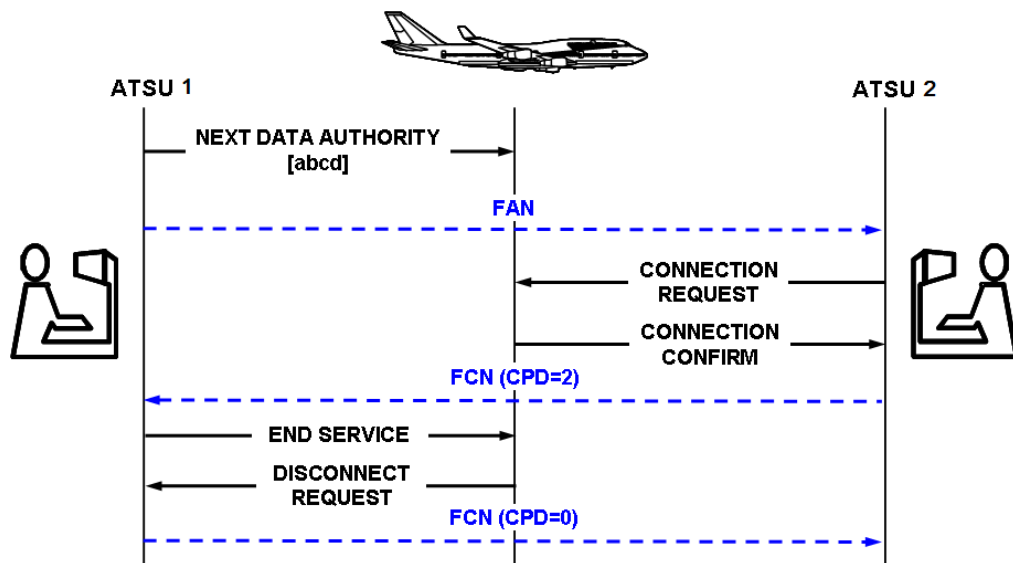 ATSU 1
ATSU 2
NEXT DATA AUTHORITY
[abcd]
FAN
CONNECTION
REQUEST
CONNECTION
CONFIRM
FCN (CPD=2)
END SERVICE
DISCONNECT
REQUEST
FCN (CPD=0)